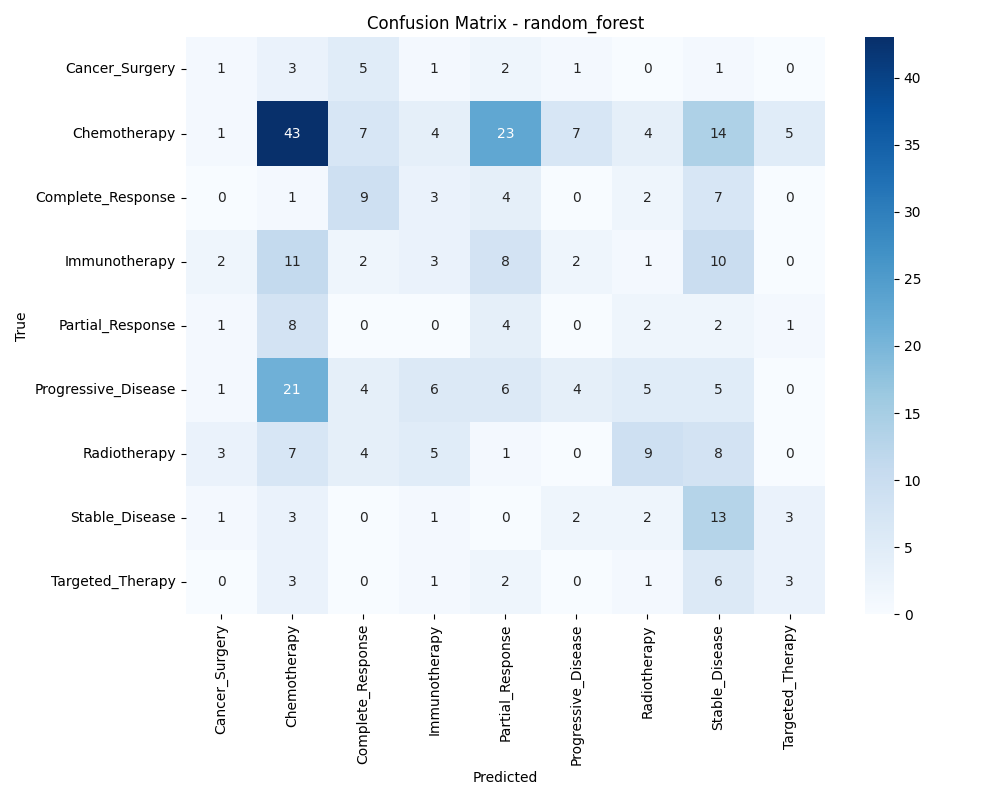 Confusion Matrix - random_forest
Cancer_Surgery 1 3 5 1 2 1 0 1 0
Chemotherapy 1 43 7 4 23 7 4 14 5
Complete_Response 0 1 9 3 4 0 2 7 0
Immunotherapy 2 11 2 3 8 2 1 10 0
Partial_Response 1 8 0 0 4 0 2 2 1
Progressive_Disease 1 21 4 6 6 4 5 5 0
Radiotherapy 3 7 4 5 1 0 9 8 0
Stable_Disease 1 3 0 1 0 2 2 13 3
Targeted_Therapy 0 3 0 1 2 0 1 6 3
True
Cancer_Surgery
Chemotherapy
Complete_Response
Immunotherapy
Partial_Response
Progressive_Disease
Radiotherapy
Stable_Disease
Targeted_Therapy
Predicted
40
35
30
25
20
15
10
5
0